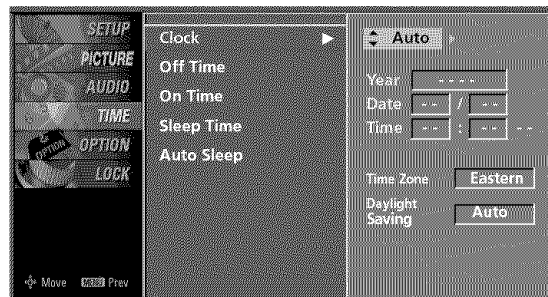 SETUP
PICTURE
AUDIO
TIME
OPTION
OPTION
LOCK
Move MENU Prev
Clock
Off Time
On Time
Sleep Time
Auto Sleep
Auto
Year - - - -
Date - - / - -
Time - - : - - - -
Time Zone Eastern
Daylight
Saving Auto